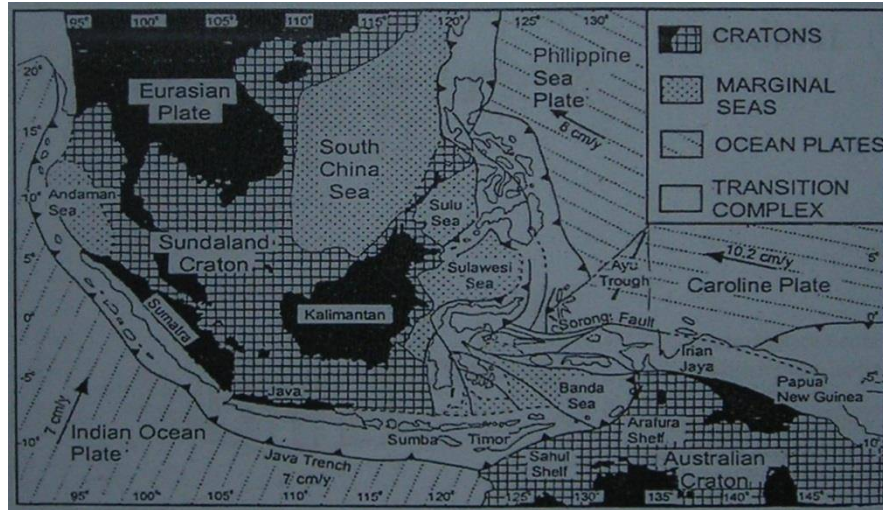 95° 100° 105° 110° 115° 120° 125° 130°
20°
15°
10°
5°
0°
-5°
-10°
Eurasian
Plate
South
China
Sea
Philippine
Sea
Plate
Andaman
Sea
Sundaland
Craton
Sulu
Sea
Sulawesi
Sea
Kalimantan
Sumatra
Java
Ayu
Trough
10.2 cm/y
Caroline Plate
Sorong Fault
Irian
Jaya
Papua
New Guinea
Banda
Sea
Arafura
Shelf
Sumba
Timor
Sahul
Shelf
Australian
Craton
7 cm/y
Indian Ocean
Plate
Java Trench
7 cm/y
5°
0°
-5°
10°
95° 100° 105° 110° 115° 120° 125° 130° 135° 140° 145°
CRATONS
MARGINAL
SEAS
OCEAN PLATES
TRANSITION
COMPLEX